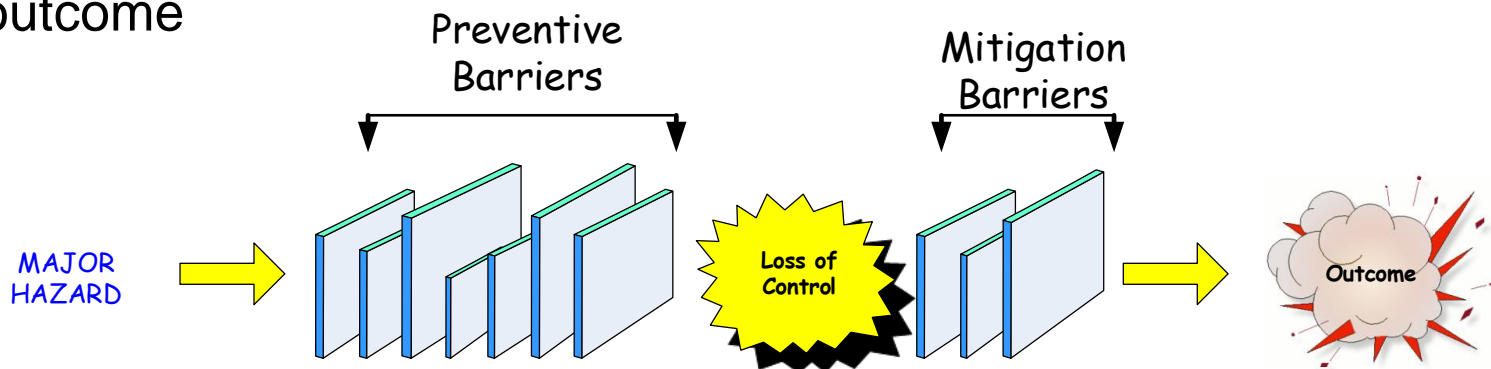 outcome
Preventive
Barriers
Mitigation
Barriers
MAJOR
HAZARD
Loss of
Control
Outcome